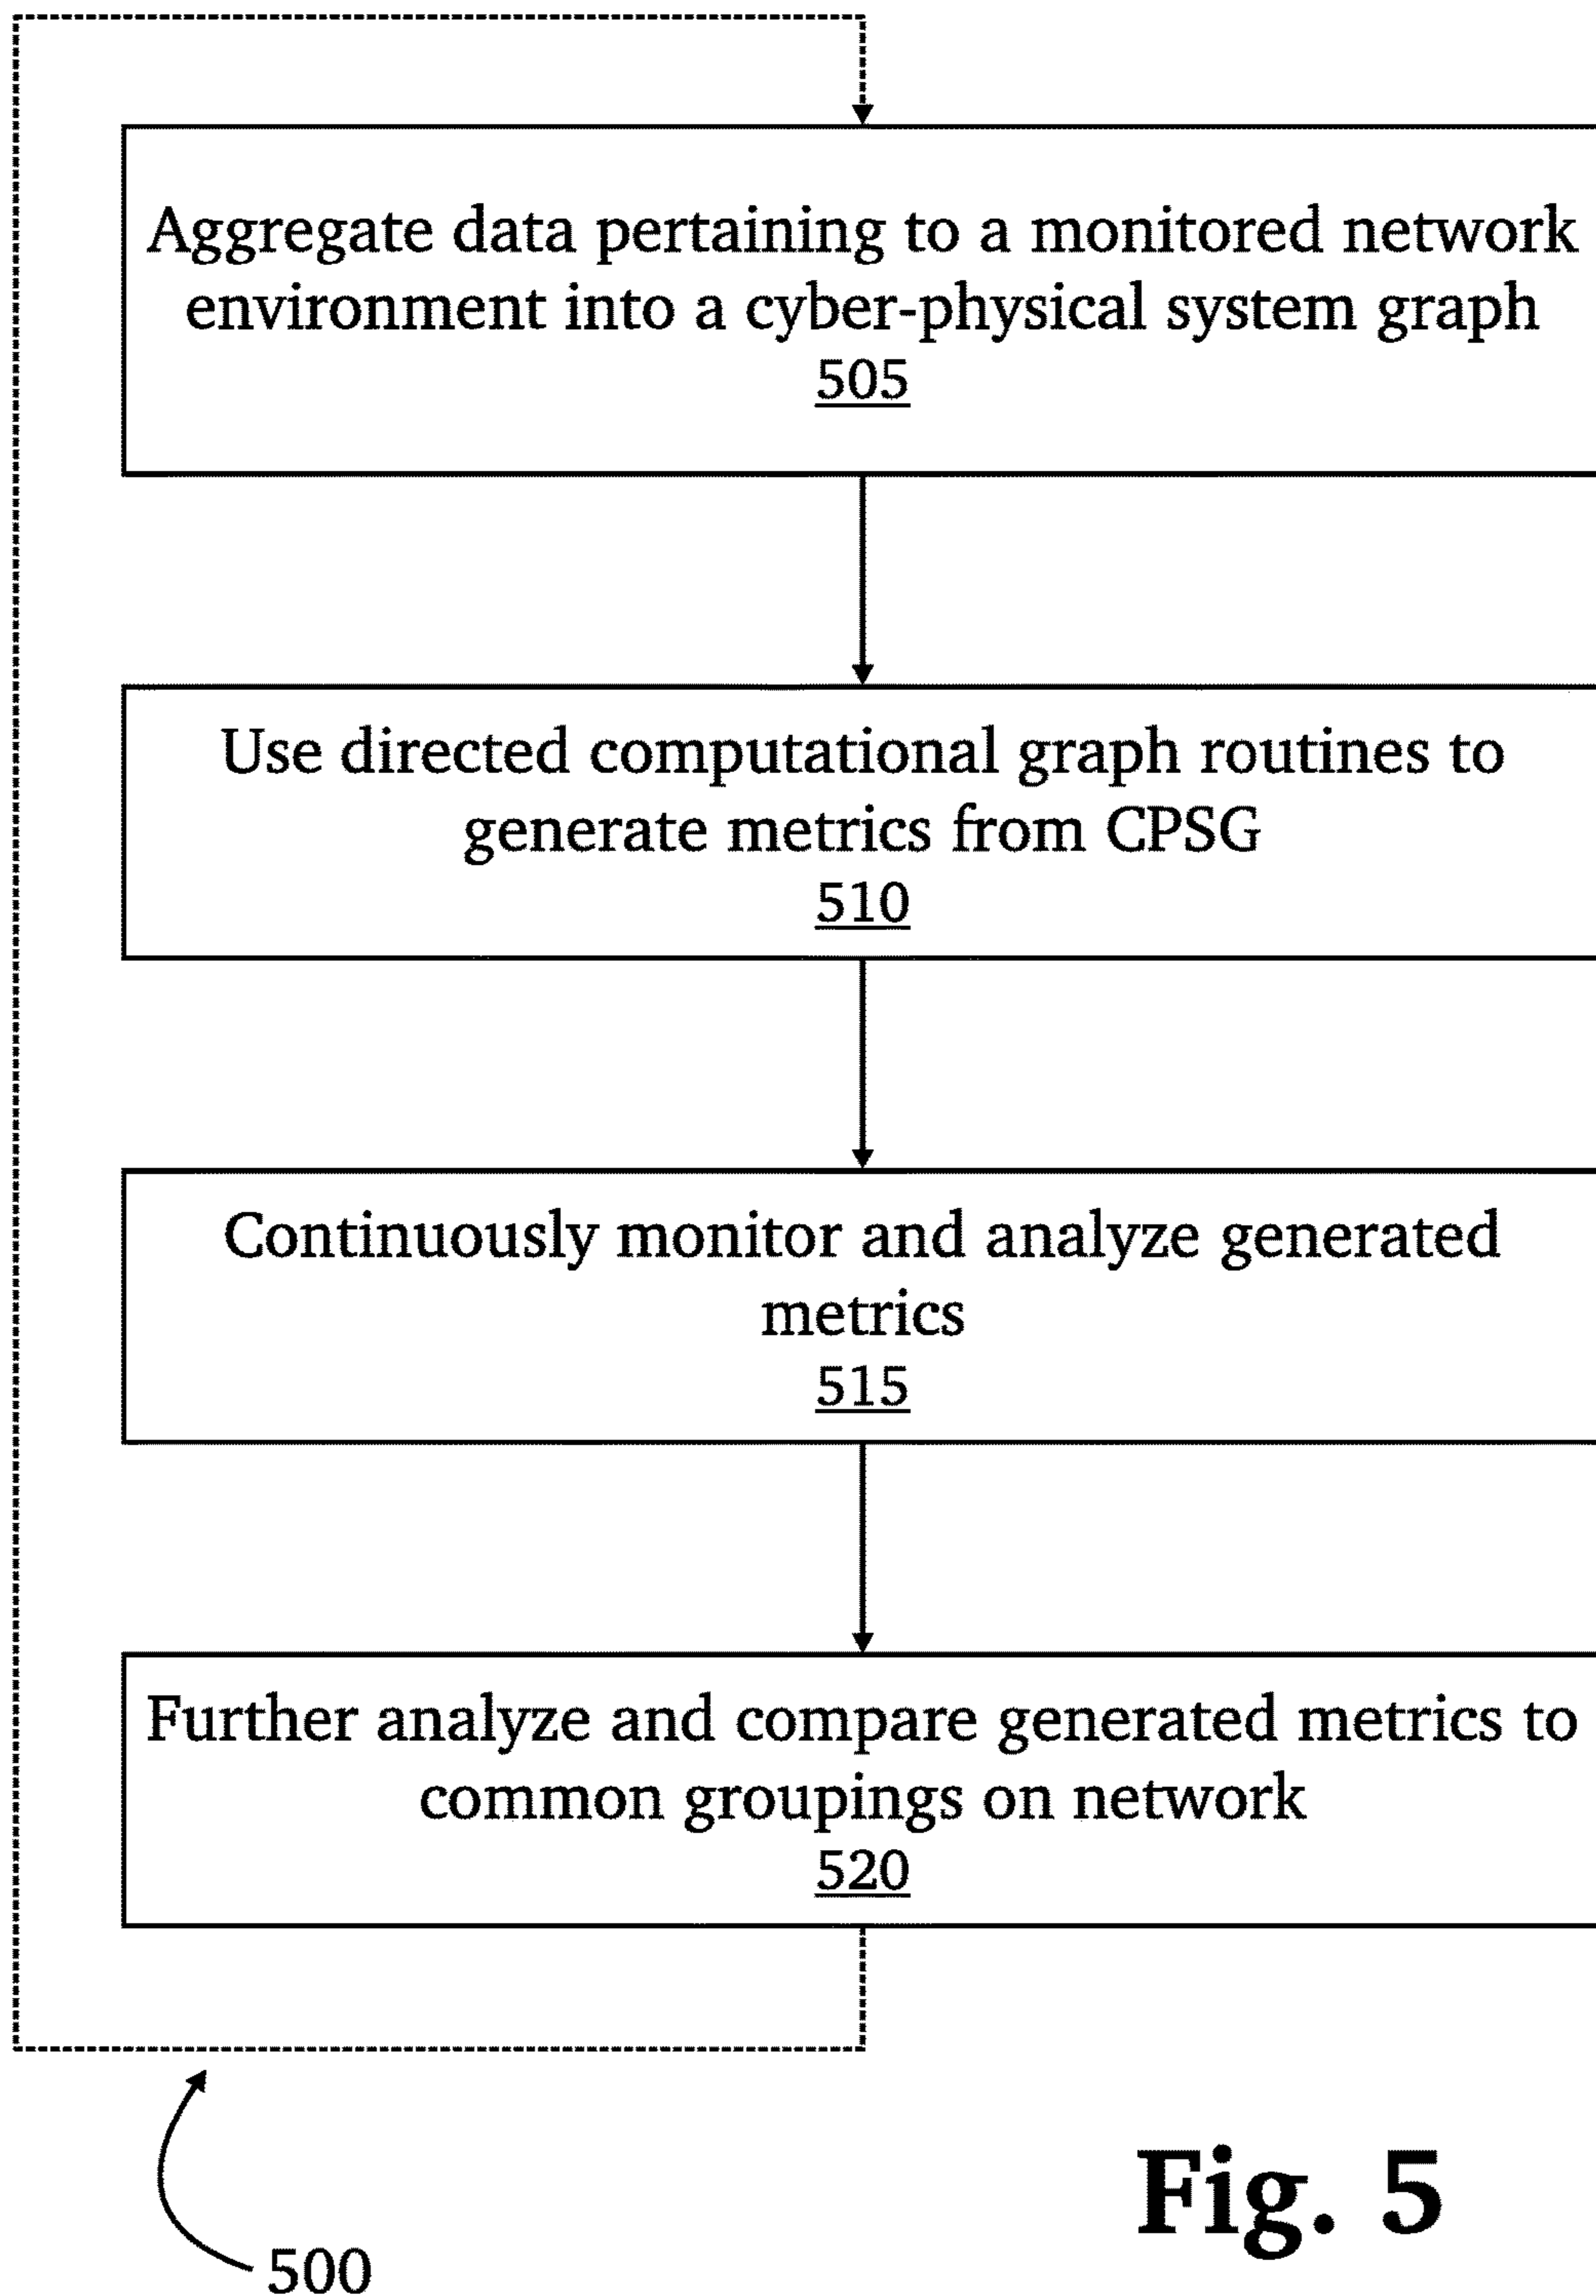 Aggregate data pertaining to a monitored network
environment into a cyber-physical system graph
505
Use directed computational graph routines to
generate metrics from CPSG
510
Continuously monitor and analyze generated
metrics
515
Further analyze and compare generated metrics to
common groupings on network
520
Fig. 5
500